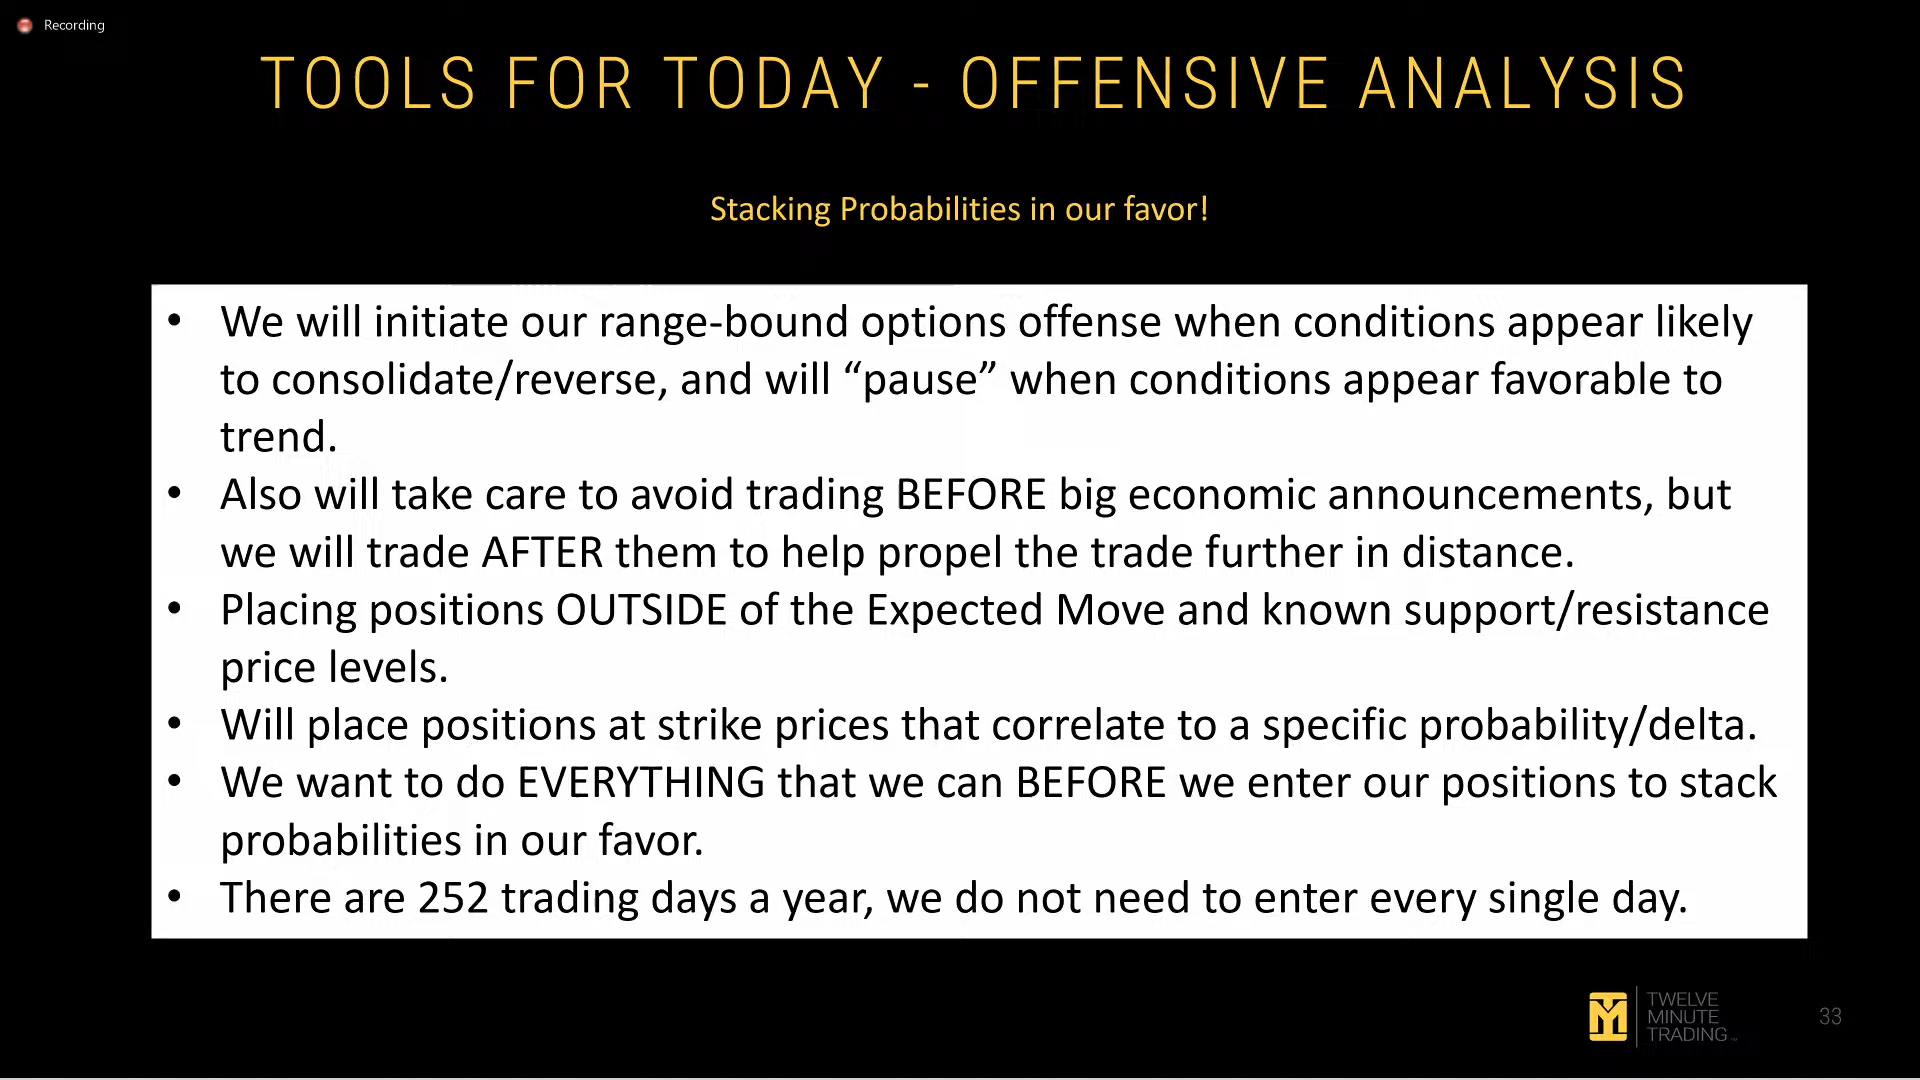 Recording
TOOLS FOR TODAY - OFFENSIVE ANALYSIS
Stacking Probabilities in our favor!
• We will initiate our range-bound options offense when conditions appear likely
to consolidate/reverse, and will “pause” when conditions appear favorable to
trend.
• Also will take care to avoid trading BEFORE big economic announcements, but
we will trade AFTER them to help propel the trade further in distance.
• Placing positions OUTSIDE of the Expected Move and known support/resistance
price levels.
• Will place positions at strike prices that correlate to a specific probability/delta.
• We want to do EVERYTHING that we can BEFORE we enter our positions to stack
probabilities in our favor.
• There are 252 trading days a year, we do not need to enter every single day.
TWELVE
MINUTE
TRADING™
33